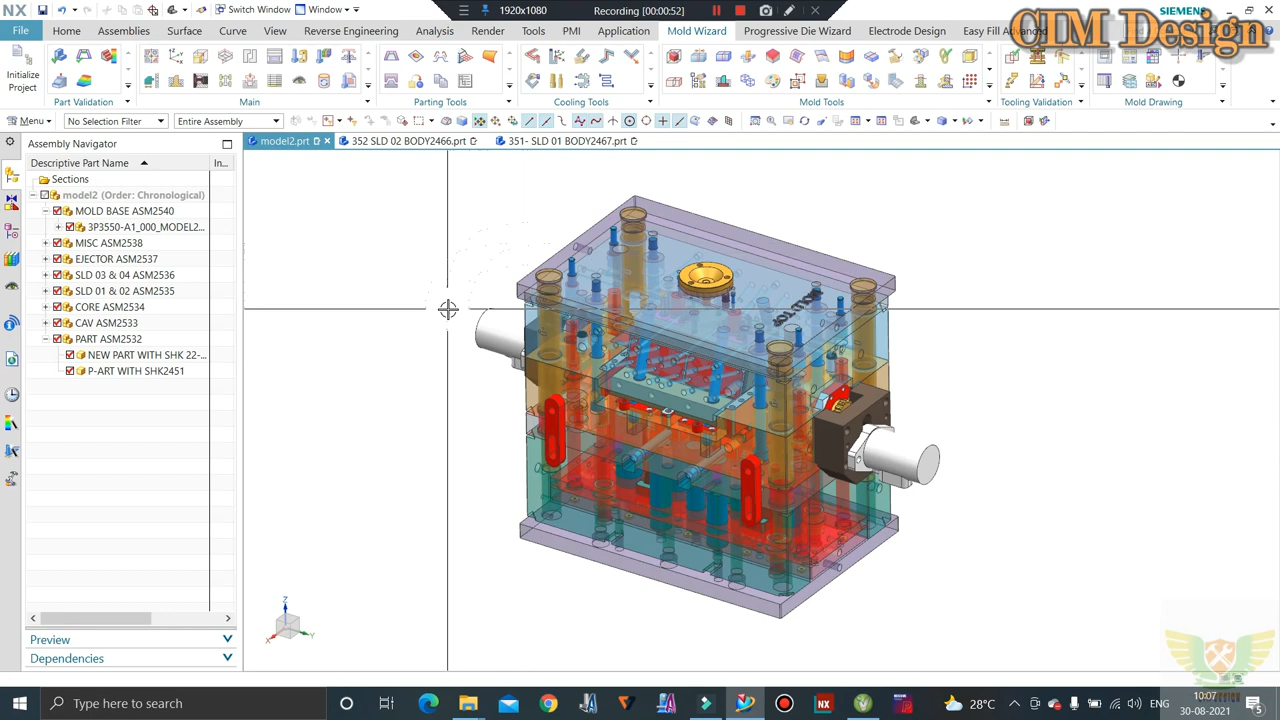 NX
Switch Window
Window
1920x1080
Recording [00:00:52]
SIEMENS
CIM Design
File
Home
Assemblies
Surface
Curve
View
Reverse Engineering
Analysis
Render
Tools
PMI
Application
Mold Wizard
Progressive Die Wizard
Electrode Design
Easy Fill Advanced
Initialize
Project
Part Validation
Main
Parting Tools
Cooling Tools
Mold Tools
Tooling Validation
Mold Drawing
Menu
No Selection Filter
Entire Assembly
model2.prt
352 SLD 02 BODY2466.prt
351- SLD 01 BODY2467.prt
Assembly Navigator
Descriptive Part Name
In...
Sections
model2 (Order: Chronological)
MOLD BASE ASM2540
3P3550-A1_000_MODEL2...
MISC ASM2538
EJECTOR ASM2537
SLD 03 & 04 ASM2536
SLD 01 & 02 ASM2535
CORE ASM2534
CAV ASM2533
PART ASM2532
NEW PART WITH SHK 22-...
P-ART WITH SHK2451
Z
X
Y
Preview
Dependencies
Type here to search
NX
28°C
ENG
10:07
30-08-2021
5